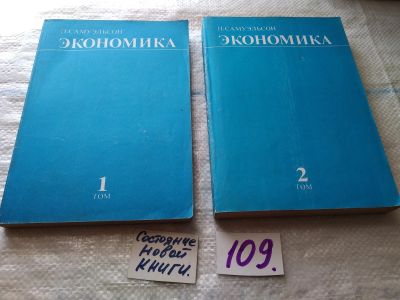 П.САМУЭЛЬСОН
ЭКОНОМИКА
1
ТОМ
П.САМУЭЛЬСОН
ЭКОНОМИКА
2
ТОМ
Состояние
Новой
КНИГИ.
109.